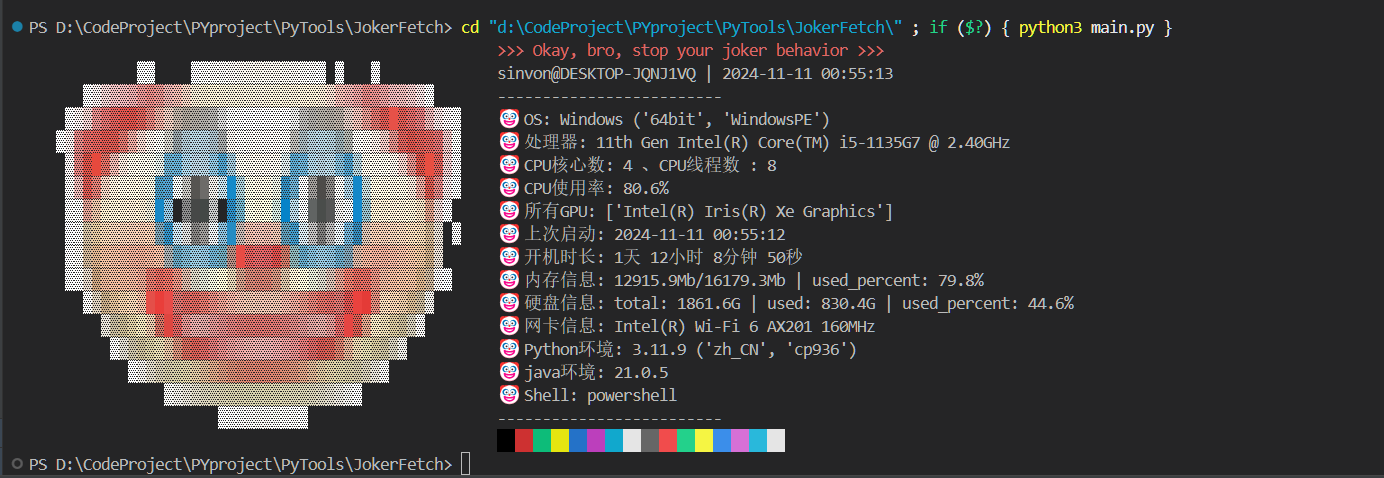 PS D:\CodeProject\PYproject\PyTools\JokerFetch> cd "d:\CodeProject\PYproject\PyTools\JokerFetch\" ; if ($?) { python3 main.py }
>>> Okay, bro, stop your joker behavior >>>
sinvon@DESKTOP-JQNJ1VQ | 2024-11-11 00:55:13
-------------------------
🤡 OS: Windows ('64bit', 'WindowsPE')
🤡 处理器: 11th Gen Intel(R) Core(TM) i5-1135G7 @ 2.40GHz
🤡 CPU核心数: 4 、CPU线程数 : 8
🤡 CPU使用率: 80.6%
🤡 所有GPU: ['Intel(R) Iris(R) Xe Graphics']
🤡 上次启动: 2024-11-11 00:55:12
🤡 开机时长: 1天 12小时 8分钟 50秒
🤡 内存信息: 12915.9Mb/16179.3Mb | used_percent: 79.8%
🤡 硬盘信息: total: 1861.6G | used: 830.4G | used_percent: 44.6%
🤡 网卡信息: Intel(R) Wi-Fi 6 AX201 160MHz
🤡 Python环境: 3.11.9 ('zh_CN', 'cp936')
🤡 java环境: 21.0.5
🤡 Shell: powershell
-------------------------
PS D:\CodeProject\PYproject\PyTools\JokerFetch>